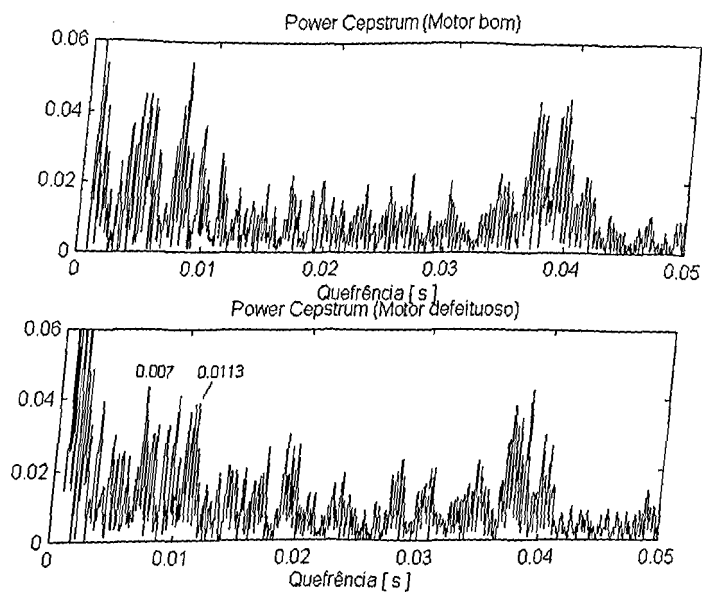 Power Cepstrum (Motor bom)
0.06
0.04
0.02
0
0 0.01 0.02 0.03 0.04 0.05
Quefrência [ s ]
Power Cepstrum (Motor defeituoso)
0.06
0.007 0.0113
0.04
0.02
0
0 0.01 0.02 0.03 0.04 0.05
Quefrência [ s ]